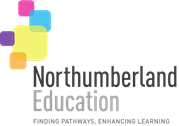 Northumberland
Education
FINDING PATHWAYS, ENHANCING LEARNING